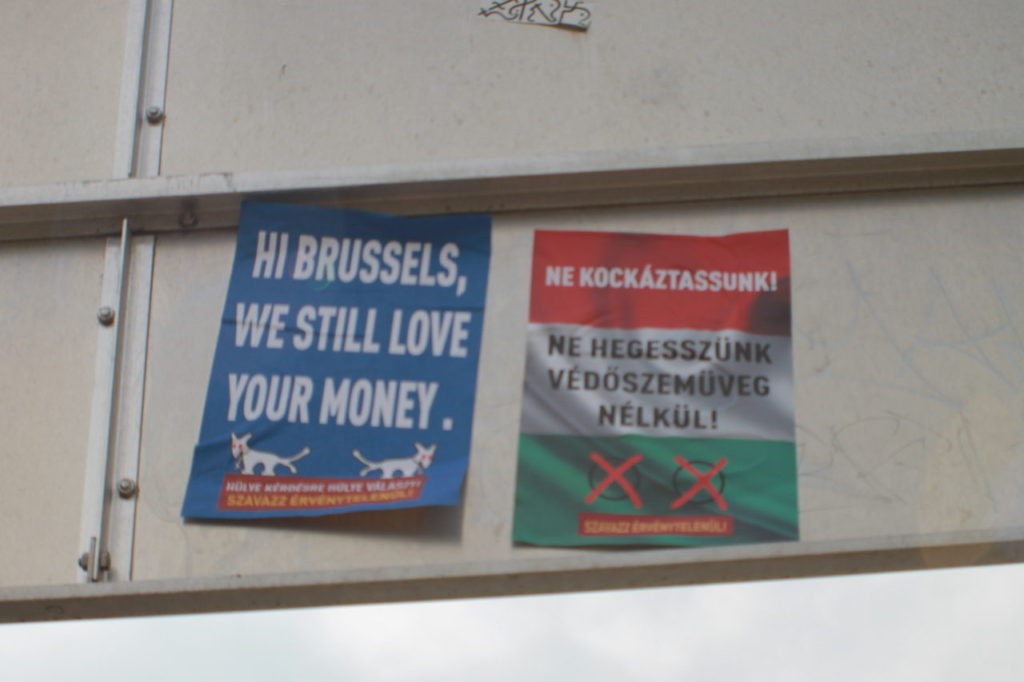 HI BRUSSELS,
WE STILL LOVE
YOUR MONEY.
HÜLYE KÉRDÉSRE HÜLYE VÁLASZT!
SZAVAZZ ÉRVÉNYTELENÜL!
NE KOCKÁZTASSUNK!
NE HEGESSZÜNK
VÉDŐSZEMÜVEG
NÉLKÜL!
SZAVAZZ ÉRVÉNYTELENÜL!